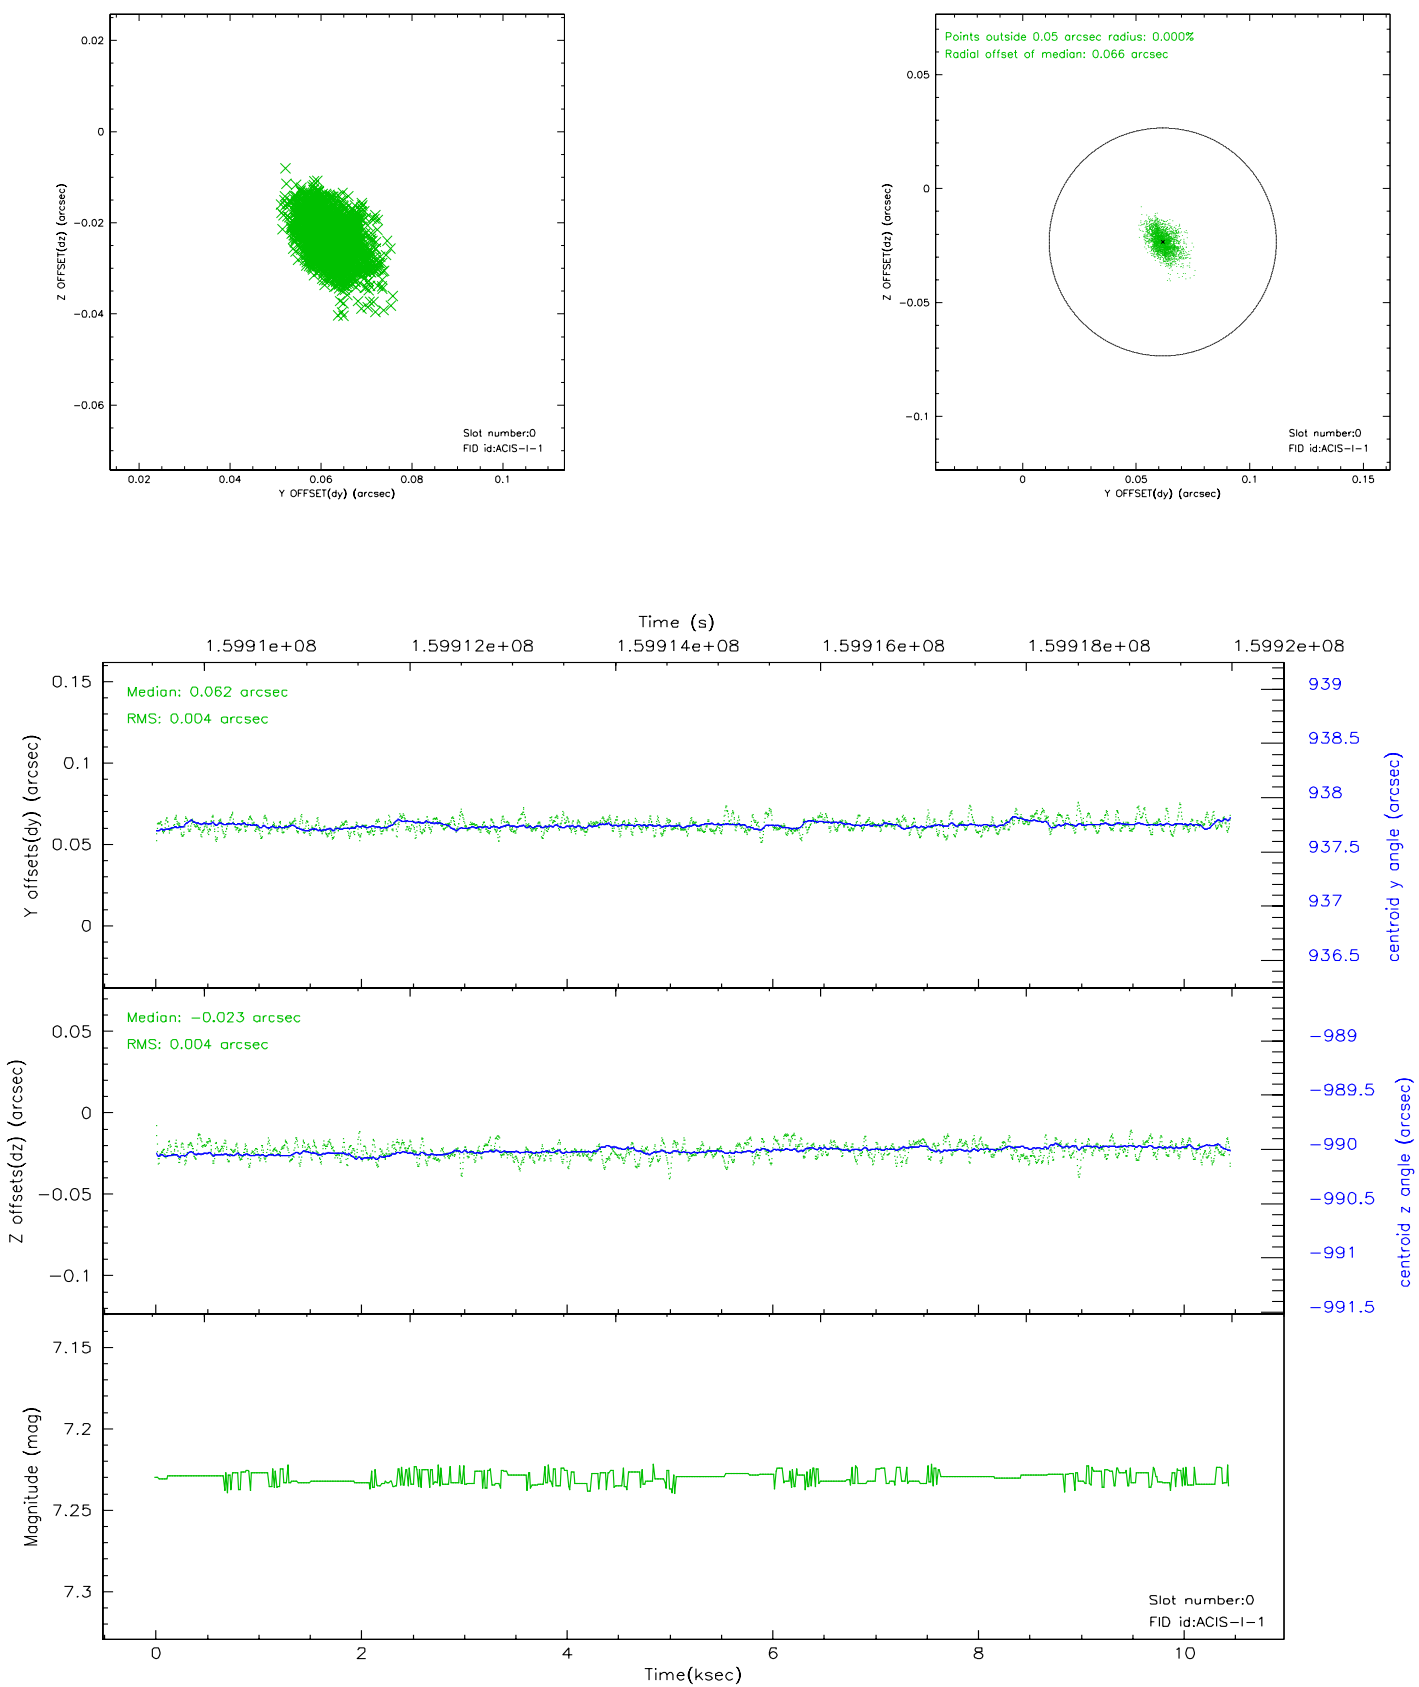 0.02
0
−0.02
−0.04
−0.06
Z OFFSET(dz) (arcsec)
Slot number:0
FID id:ACIS−I−1
0.02
0.04
0.06
0.08
0.1
Y OFFSET(dy) (arcsec)
Points outside 0.05 arcsec radius: 0.000%
Radial offset of median: 0.066 arcsec
0.05
0
−0.05
−0.1
Z OFFSET(dz) (arcsec)
Slot number:0
FID id:ACIS−I−1
0
0.05
0.1
0.15
Y OFFSET(dy) (arcsec)
Time (s)
1.5991e+08
1.59912e+08
1.59914e+08
1.59916e+08
1.59918e+08
1.5992e+08
Median: 0.062 arcsec
RMS: 0.004 arcsec
0.15
0.1
0.05
0
Y offsets(dy) (arcsec)
939
938.5
938
937.5
937
936.5
centroid y angle (arcsec)
Median: −0.023 arcsec
RMS: 0.004 arcsec
0.05
0
−0.05
−0.1
Z offsets(dz) (arcsec)
−989
−989.5
−990
−990.5
−991
−991.5
centroid z angle (arcsec)
7.15
7.2
7.25
7.3
Magnitude (mag)
Slot number:0
FID id:ACIS−I−1
0
2
4
6
8
10
Time(ksec)